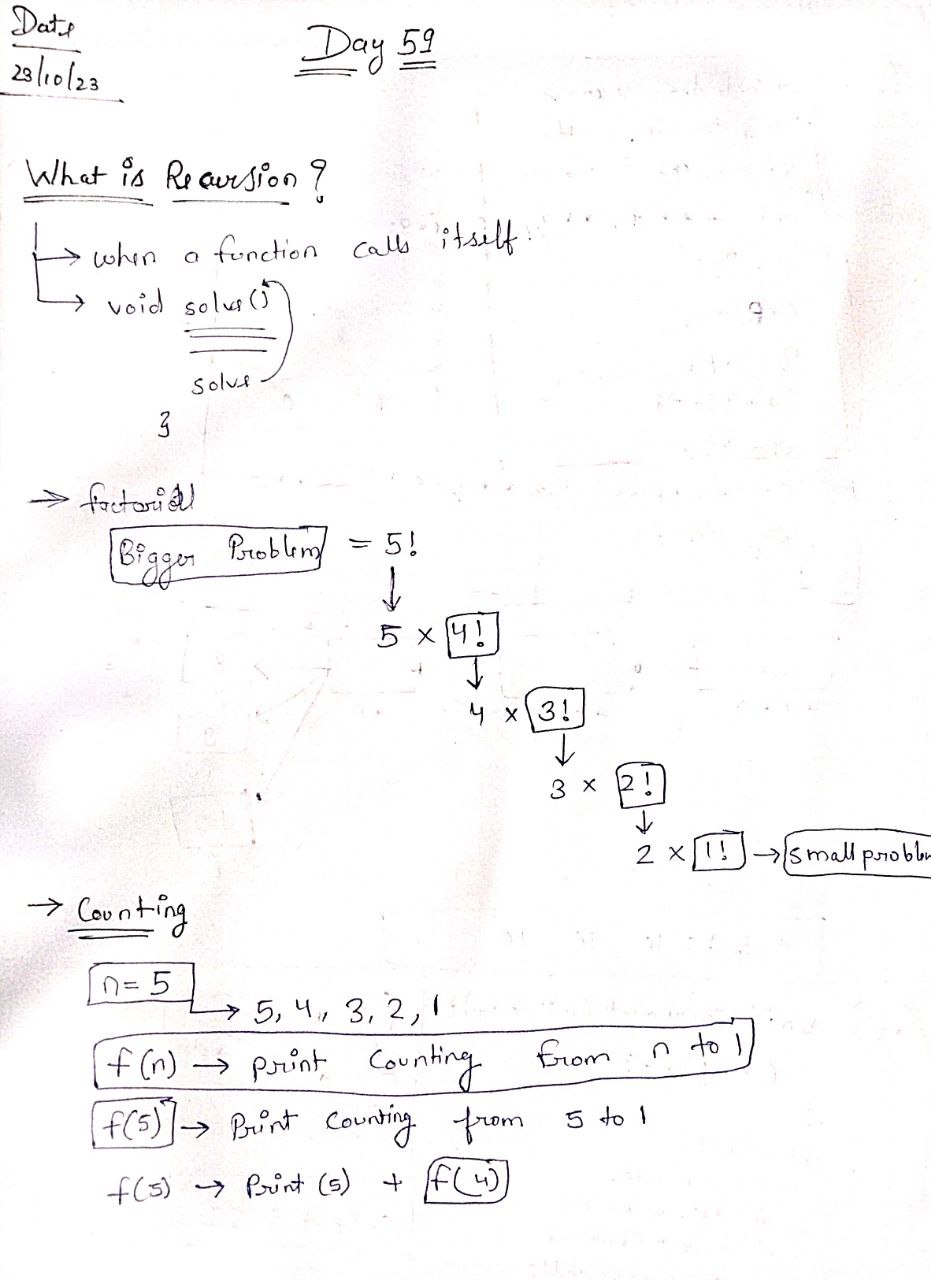 Date
Day 59
23/10/23
What is Recursion?
→ when a function calls itself.
→ void solve()
solve
}
→ factorial
Bigger Problem = 5!
↓
5 × 4!
↓
4 × 3!
↓
3 × 2!
↓
2 × 1! → small problem
→ Counting
n = 5
→ 5, 4, 3, 2, 1
f(n) → print Counting from n to 1
f(5) → Print Counting from 5 to 1
f(5) → Print (5) + f(4)